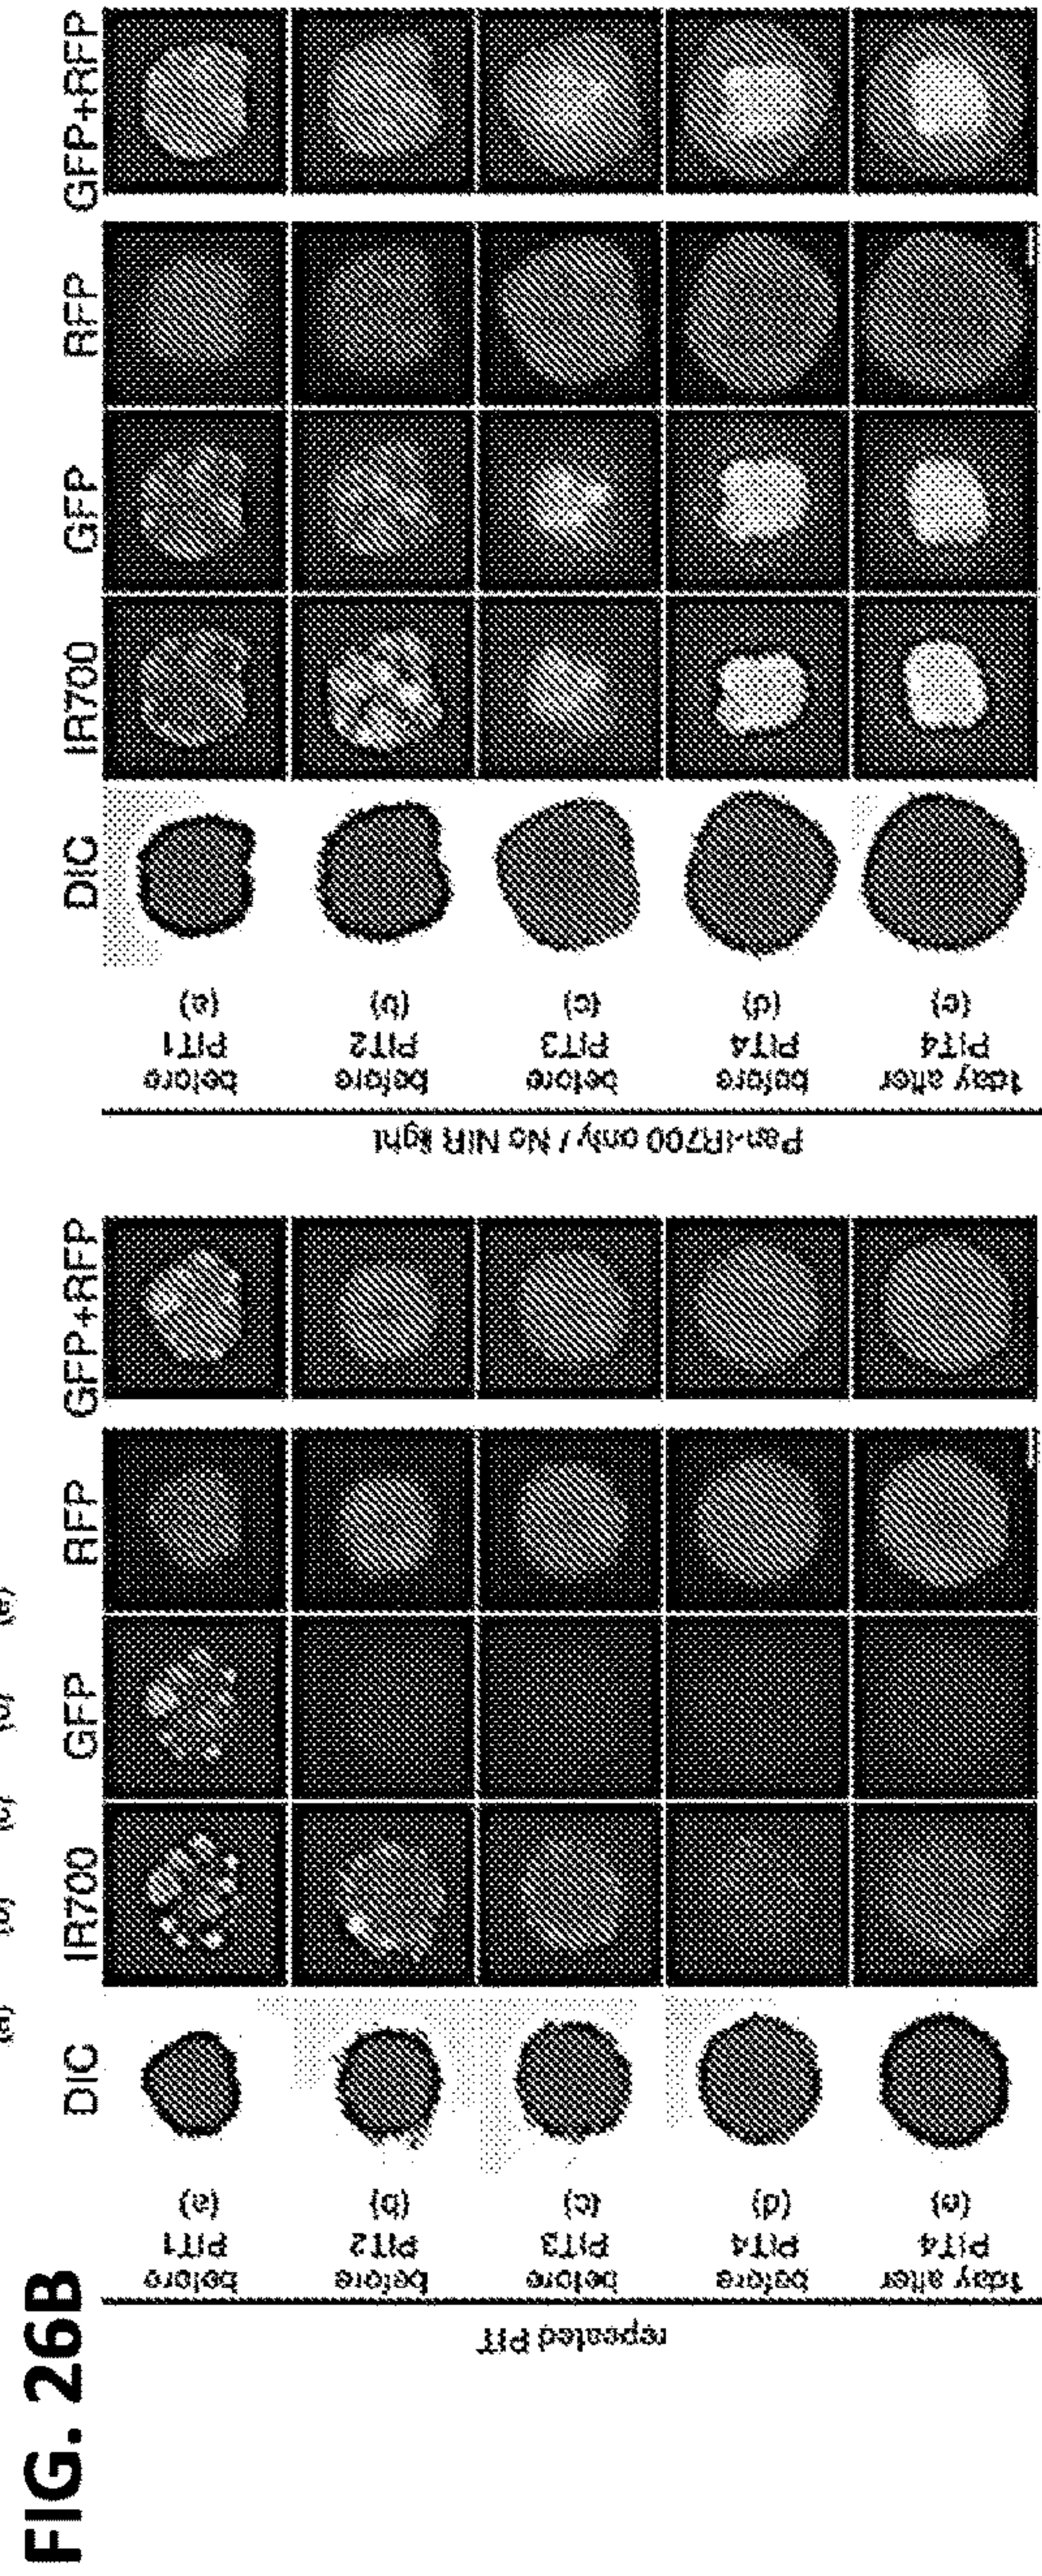 FIG. 26B
DIC IR700 GFP RFP GFP+RFP
repeated PIT
before
PIT1
(a)
before
PIT2
(b)
before
PIT3
(c)
before
PIT4
(d)
1day after
PIT4
(e)
DIC IR700 GFP RFP GFP+RFP
Pan-IR700 only / No NIR light
before
PIT1
(a)
before
PIT2
(b)
before
PIT3
(c)
before
PIT4
(d)
1day after
PIT4
(e)